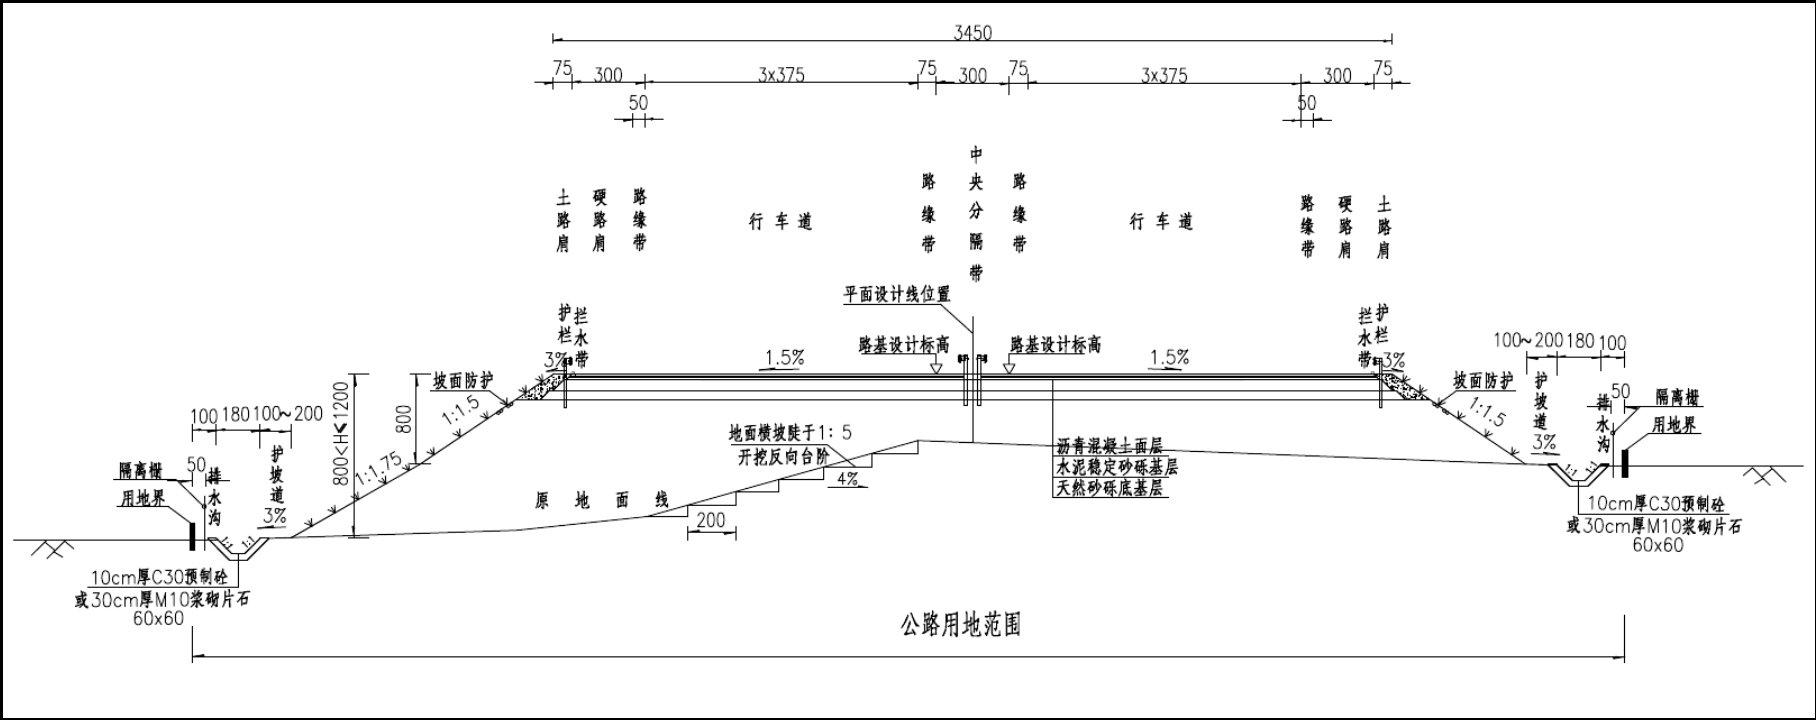 3450
75 300 3x375 75 300 75 3x375 300 75
50 50
土路肩 硬路肩 路缘带 行车道 路缘带 中央分隔带 路缘带 行车道 路缘带 硬路肩 土路肩
平面设计线位置
护栏 拦水带 拦水带 护栏
路基设计标高 路基设计标高
3% 1.5% 1.5% 3%
100~200 180 100
坡面防护 坡面防护
50
隔离栅
用地界
护坡道
排水沟
3%
1:1.5
1:1.5
800
800<H≤1200
1:1.75
100 180 100~200
护坡道
50
排水沟
隔离栅
用地界
3%
地面横坡陡于1：5
开挖反向台阶
4%
原地面线
200
沥青混凝土面层
水泥稳定砂砾基层
天然砂砾底基层
1:1 1:1
1:1 1:1
10cm厚C30预制砼
或30cm厚M10浆砌片石
60x60
10cm厚C30预制砼
或30cm厚M10浆砌片石
60x60
公路用地范围